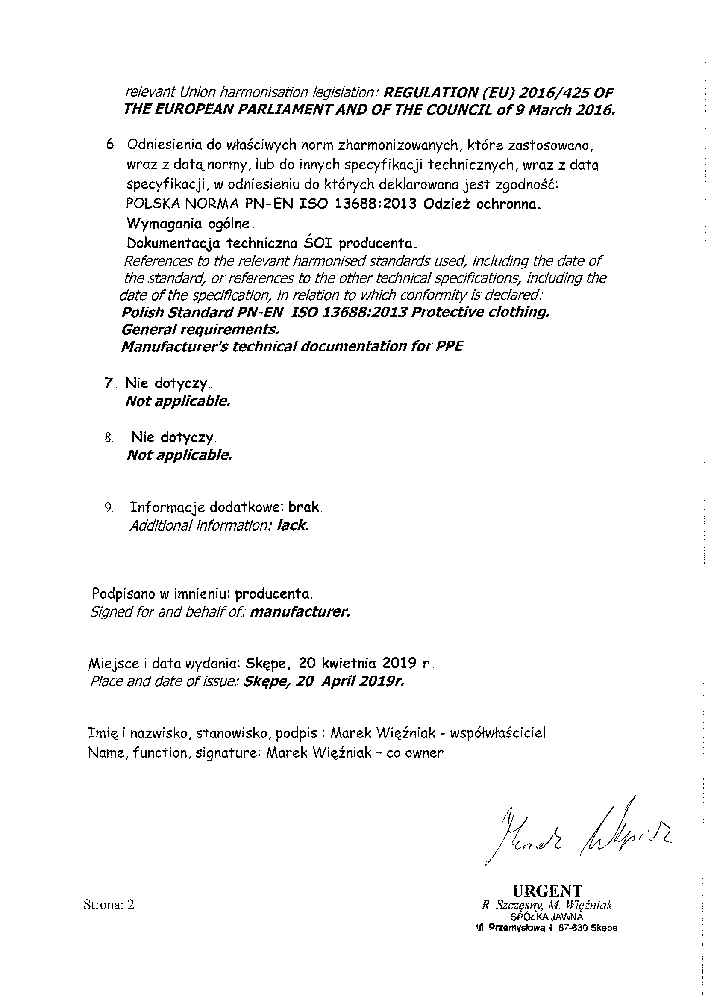 relevant Union harmonisation legislation: REGULATION (EU) 2016/425 OF
THE EUROPEAN PARLIAMENT AND OF THE COUNCIL of 9 March 2016.
6. Odniesienia do właściwych norm zharmonizowanych, które zastosowano,
wraz z datą normy, lub do innych specyfikacji technicznych, wraz z datą
specyfikacji, w odniesieniu do których deklarowana jest zgodność:
POLSKA NORMA PN-EN ISO 13688:2013 Odzież ochronna.
Wymagania ogólne.
Dokumentacja techniczna ŚOI producenta.
References to the relevant harmonised standards used, including the date of
the standard, or references to the other technical specifications, including the
date of the specification, in relation to which conformity is declared:
Polish Standard PN-EN ISO 13688:2013 Protective clothing.
General requirements.
Manufacturer's technical documentation for PPE
7. Nie dotyczy.
Not applicable.
8. Nie dotyczy.
Not applicable.
9. Informacje dodatkowe: brak
Additional information: lack.
Podpisano w imnieniu: producenta.
Signed for and behalf of: manufacturer.
Miejsce i data wydania: Skępe, 20 kwietnia 2019 r.
Place and date of issue: Skępe, 20 April 2019r.
Imię i nazwisko, stanowisko, podpis : Marek Więźniak - współwłaściciel
Name, function, signature: Marek Więźniak - co owner
Marek
URGENT
R. Szczęsny, M. Więźniak
SPÓŁKA JAWNA
ul. Przemysłowa 1, 87-630 Skępe
Strona: 2